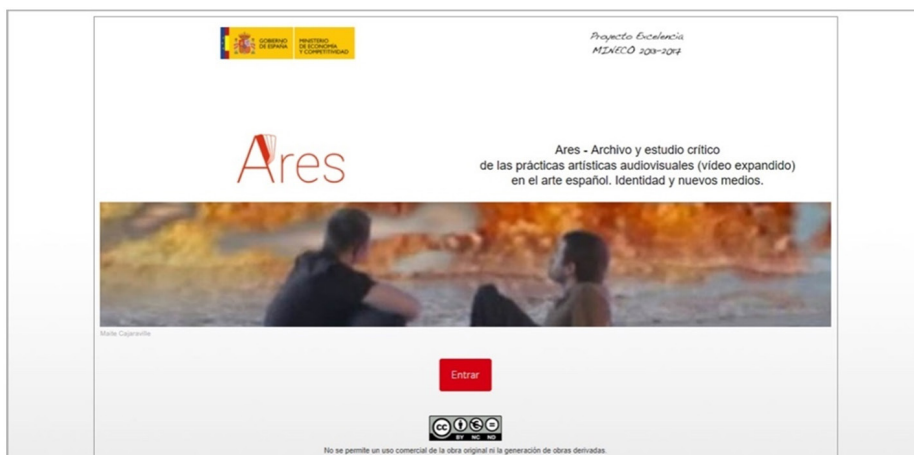 GOBIERNO
DE ESPAÑA
MINISTERIO
DE ECONOMÍA
Y COMPETITIVIDAD
Proyecto Excelencia
MINECO 2013-2017
Ares
Ares - Archivo y estudio crítico
de las prácticas artísticas audiovisuales (vídeo expandido)
en el arte español. Identidad y nuevos medios.
Maite Cajaraville
Entrar
cc
BY NC ND
No se permite un uso comercial de la obra original ni la generación de obras derivadas.